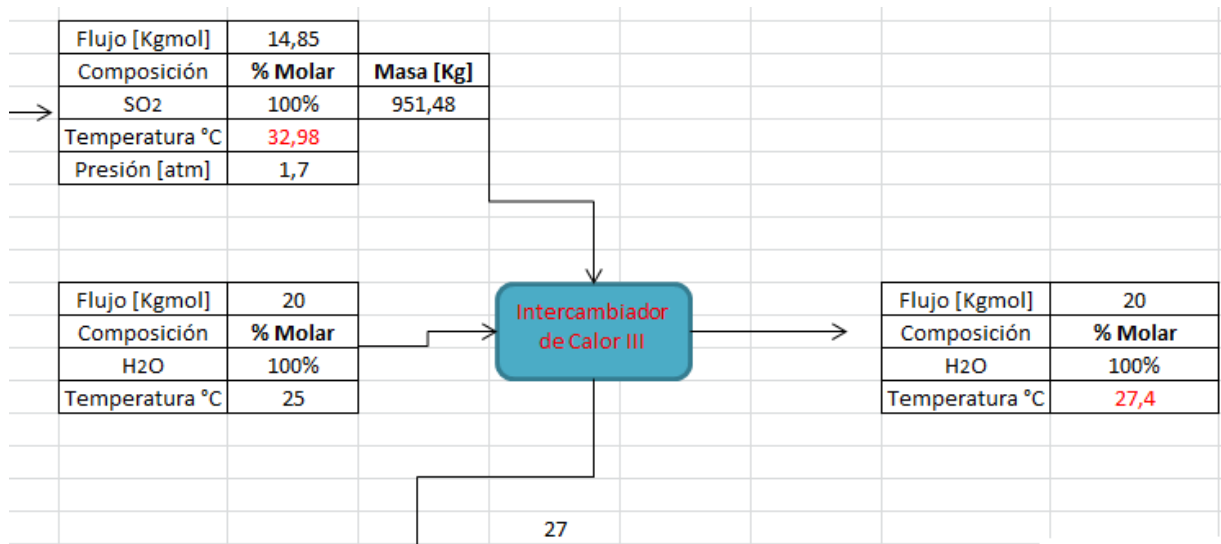 Flujo [Kgmol] 14,85
Composición % Molar Masa [Kg]
SO2 100% 951,48
Temperatura °C 32,98
Presión [atm] 1,7
Flujo [Kgmol] 20
Composición % Molar
H2O 100%
Temperatura °C 25
Intercambiador
de Calor III
Flujo [Kgmol] 20
Composición % Molar
H2O 100%
Temperatura °C 27,4
27